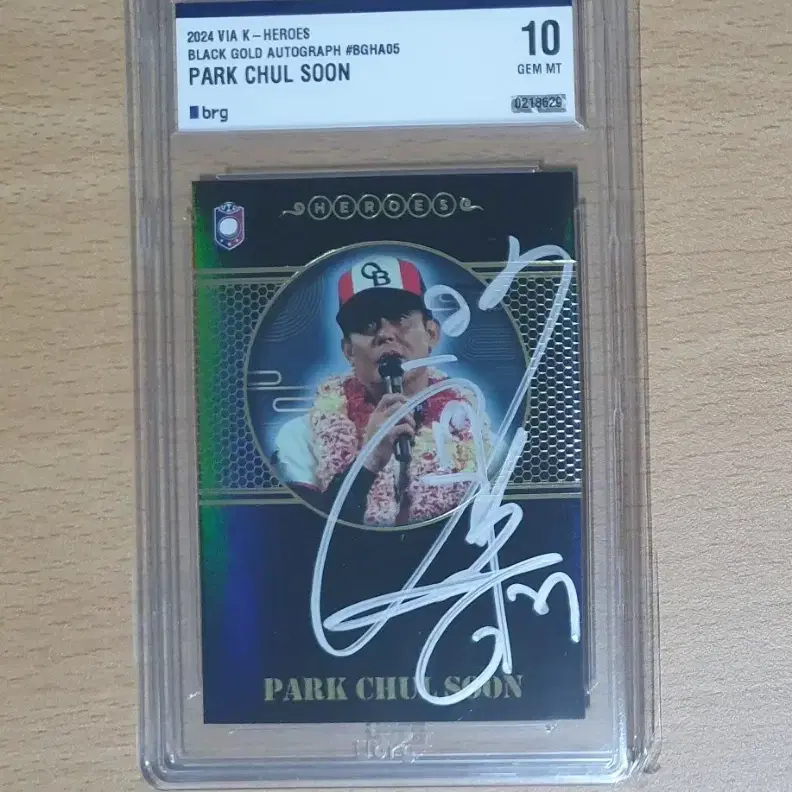 2024 VIA K-HEROES
BLACK GOLD AUTOGRAPH #BGHA05
PARK CHUL SOON
10
GEM MT
brg
0218629
HEROES
OB
PARK CHUL SOON